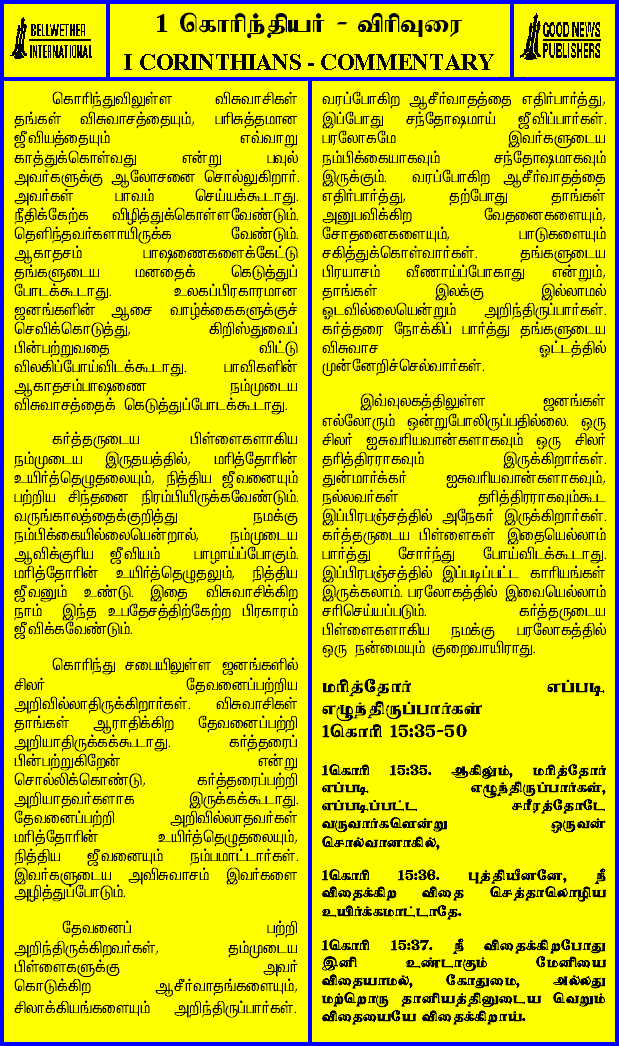 BELLWETHER
INTERNATIONAL
1 கொரிந்தியர் - விரிவுரை
I CORINTHIANS - COMMENTARY
GOOD NEWS
PUBLISHERS
கொரிந்துவிலுள்ள விசுவாசிகள்
தங்கள் விசுவாசத்தையும், பரிசுத்தமான
ஜீவியத்தையும் எவ்வாறு
காத்துக்கொள்வது என்று பவுல்
அவர்களுக்கு ஆலோசனை சொல்லுகிறார்.
அவர்கள் பாவம் செய்யக்கூடாது.
நீதிக்கேற்க விழித்துக்கொள்ளவேண்டும்.
தெளிந்தவர்களாயிருக்க வேண்டும்.
ஆகாதசம் பாஷணைகளைக்கேட்டு
தங்களுடைய மனதைக் கெடுத்துப்
போடக்கூடாது. உலகப்பிரகாரமான
ஜனங்களின் ஆசை வாழ்க்கைகளுக்குச்
செவிக்கொடுத்து, கிறிஸ்துவைப்
பின்பற்றுவதை விட்டு
விலகிப்போய்விடக்கூடாது. பாவிகளின்
ஆகாதசம்பாஷணை நம்முடைய
விசுவாசத்தைக் கெடுத்துப்போடக்கூடாது.
கர்த்தருடைய பிள்ளைகளாகிய
நம்முடைய இருதயத்தில், மரித்தோரின்
உயிர்த்தெழுதலையும், நித்திய ஜீவனையும்
பற்றிய சிந்தனை நிரம்பியிருக்கவேண்டும்.
வருங்காலத்தைக்குறித்து நமக்கு
நம்பிக்கையில்லையென்றால், நம்முடைய
ஆவிக்குரிய ஜீவியம் பாழாய்ப்போகும்.
மரித்தோரின் உயிர்த்தெழுதலும், நித்திய
ஜீவனும் உண்டு. இதை விசுவாசிக்கிற
நாம் இந்த உபதேசத்திற்கேற்ற பிரகாரம்
ஜீவிக்கவேண்டும்.
கொரிந்து சபையிலுள்ள ஜனங்களில்
சிலர் தேவனைப்பற்றிய
அறிவில்லாதிருக்கிறார்கள். விசுவாசிகள்
தாங்கள் ஆராதிக்கிற தேவனைப்பற்றி
அறியாதிருக்கக்கூடாது. கர்த்தரைப்
பின்பற்றுகிறேன் என்று
சொல்லிக்கொண்டு, கர்த்தரைப்பற்றி
அறியாதவர்களாக இருக்கக்கூடாது.
தேவனைப்பற்றி அறிவில்லாதவர்கள்
மரித்தோரின் உயிர்த்தெழுதலையும்,
நித்திய ஜீவனையும் நம்பமாட்டார்கள்.
இவர்களுடைய அவிசுவாசம் இவர்களை
அழித்துப்போடும்.
தேவனைப் பற்றி
அறிந்திருக்கிறவர்கள், தம்முடைய
பிள்ளைகளுக்கு அவர்
கொடுக்கிற ஆசீர்வாதங்களையும்,
சிலாக்கியங்களையும் அறிந்திருப்பார்கள்.
வரப்போகிற ஆசீர்வாதத்தை எதிர்பார்த்து,
இப்போது சந்தோஷமாய் ஜீவிப்பார்கள்.
பரலோகமே இவர்களுடைய
நம்பிக்கையாகவும் சந்தோஷமாகவும்
இருக்கும். வரப்போகிற ஆசீர்வாதத்தை
எதிர்பார்த்து, தற்போது தாங்கள்
அனுபவிக்கிற வேதனைகளையும்,
சோதனைகளையும், பாடுகளையும்
சகித்துக்கொள்வார்கள். தங்களுடைய
பிரயாசம் வீணாய்ப்போகாது என்றும்,
தாங்கள் இலக்கு இல்லாமல்
ஓடவில்லையென்றும் அறிந்திருப்பார்கள்.
கர்த்தரை நோக்கிப் பார்த்து தங்களுடைய
விசுவாச ஓட்டத்தில்
முன்னேறிச்செல்வார்கள்.
இவ்வுலகத்திலுள்ள ஜனங்கள்
எல்லோரும் ஒன்றுபோலிருப்பதில்லை. ஒரு
சிலர் ஐசுவரியவான்களாகவும் ஒரு சிலர்
தரித்திரராகவும் இருக்கிறார்கள்.
துன்மார்க்கர் ஐசுவரியவான்களாகவும்,
நல்லவர்கள் தரித்திரராகவும்கூட
இப்பிரபஞ்சத்தில் அநேகர் இருக்கிறார்கள்.
கர்த்தருடைய பிள்ளைகள் இதையெல்லாம்
பார்த்து சோர்ந்து போய்விடக்கூடாது.
இப்பிரபஞ்சத்தில் இப்படிப்பட்ட காரியங்கள்
இருக்கலாம். பரலோகத்தில் இவையெல்லாம்
சரிசெய்யப்படும். கர்த்தருடைய
பிள்ளைகளாகிய நமக்கு பரலோகத்தில்
ஒரு நன்மையும் குறைவாயிராது.
மரித்தோர் எப்படி
எழுந்திருப்பார்கள்
1கொரி 15:35-50
1கொரி 15:35. ஆகிலும், மரித்தோர்
எப்படி எழுந்திருப்பார்கள்,
எப்படிப்பட்ட சரீரத்தோடே
வருவார்களென்று ஒருவன்
சொல்வானாகில்,
1கொரி 15:36. புத்தியீனனே, நீ
விதைக்கிற விதை செத்தாலொழிய
உயிர்க்கமாட்டாதே.
1கொரி 15:37. நீ விதைக்கிறபோது
இனி உண்டாகும் மேனியை
விதையாமல், கோதுமை, அல்லது
மற்றொரு தானியத்தினுடைய வெறும்
விதையையே விதைக்கிறாய்.